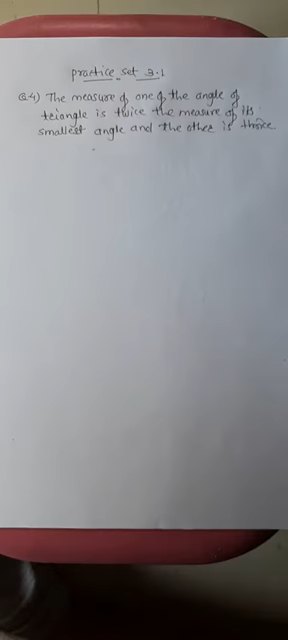 practice set 3.1
Q.4) The measure of one of the angle of
triangle is twice the measure of its
smallest angle and the other is thrice